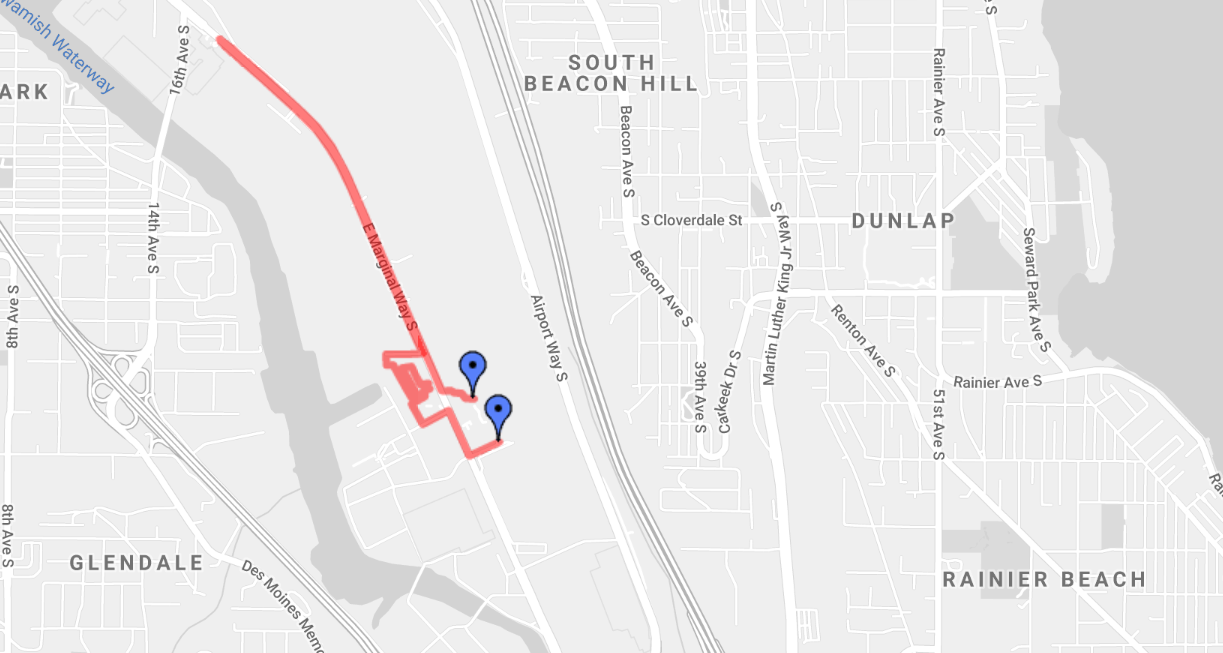 wamish Waterway
16th Ave S
ARK
SOUTH
BEACON HILL
Beacon Ave S
Rainier Ave S
S
14th Ave S
E Marginal Way S
S Cloverdale St
DUNLAP
Martin Luther King Jr Way S
Beacon Ave S
Seward Park Ave S
8th Ave S
Airport Way S
Renton Ave S
39th Ave S
Carkeek Dr S
Rainier Ave S
51st Ave S
Ra
8th Ave S
GLENDALE
Des Moines Memo
RAINIER BEACH